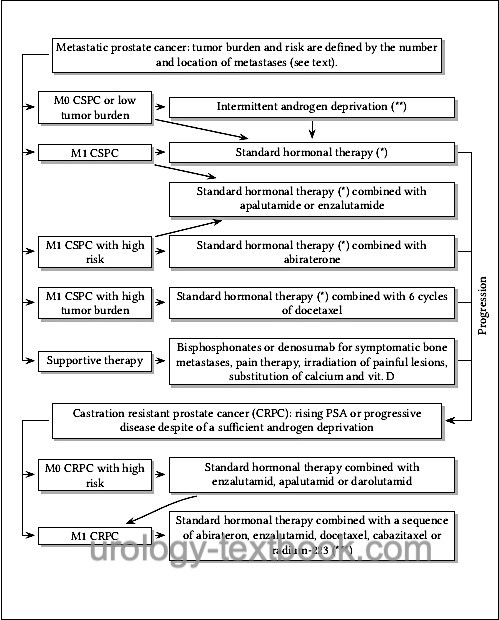 Metastatic prostate cancer: tumor burden and risk are defined by the number
and location of metastases (see text).
M0 CSPC or low
tumor burden
Intermittent androgen deprivation (**)
M1 CSPC
Standard hormonal therapy (*)
Standard hormonal therapy (*) combined with
apalutamide or enzalutamide
M1 CSPC with high
risk
Standard hormonal therapy (*) combined with
abiraterone
M1 CSPC with high
tumor burden
Standard hormonal therapy (*) combined with 6 cycles
of docetaxel
Supportive therapy
Bisphosphonates or denosumab for symptomatic bone
metastases, pain therapy, irradiation of painful lesions,
substitution of calcium and vit. D
Progression
Castration resistant prostate cancer (CRPC): rising PSA or progressive
disease despite of a sufficient androgen deprivation
M0 CRPC with high
risk
Standard hormonal therapy combined with
enzalutamid, apalutamid or darolutamid
M1 CRPC
Standard hormonal therapy combined with a sequence
of abirateron, enzalutamid, docetaxel, cabazitaxel or
radium-223 (***)
urology-textbook.com